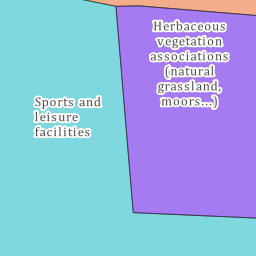 Herbaceous
vegetation
associations
(natural
grassland,
moors...)
Sports and
leisure
facilities